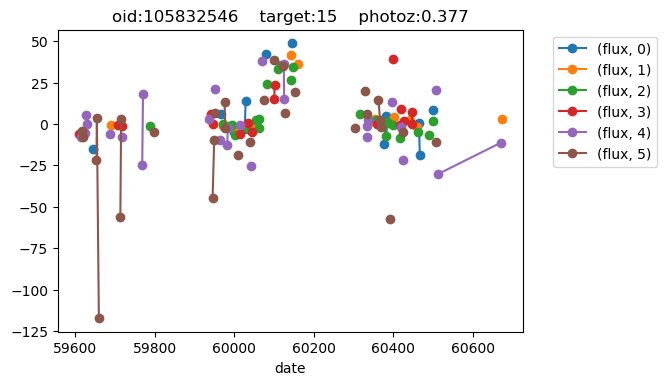 oid:105832546    target:15    photoz:0.377
50
25
0
−25
−50
−75
−100
−125
59600
59800
60000
60200
60400
60600
date
(flux, 0)
(flux, 1)
(flux, 2)
(flux, 3)
(flux, 4)
(flux, 5)